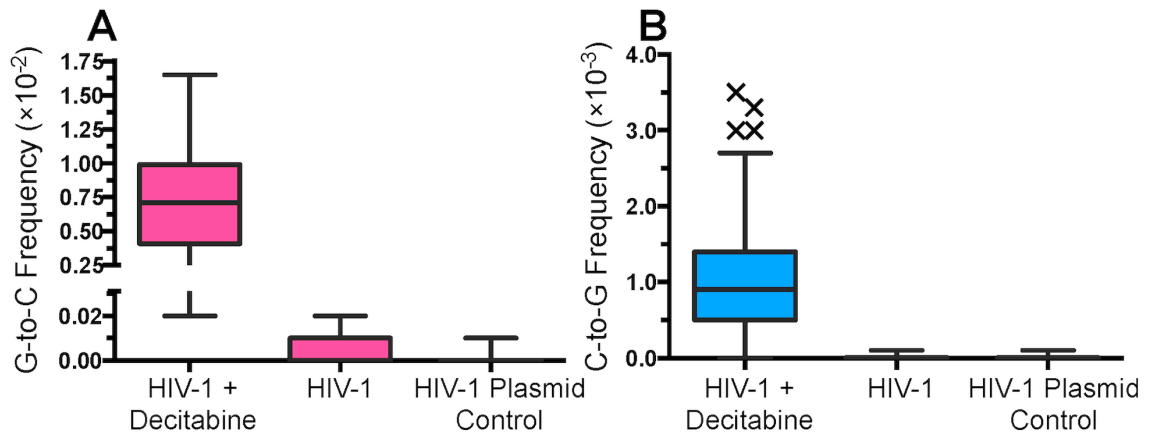 A
G-to-C Frequency (×10⁻²)
1.75
1.50
1.25
1.00
0.75
0.50
0.25
0.02
0.00
HIV-1 +
Decitabine
HIV-1
HIV-1 Plasmid
Control
B
C-to-G Frequency (×10⁻³)
4.0
3.0
2.0
1.0
0.0
HIV-1 +
Decitabine
HIV-1
HIV-1 Plasmid
Control